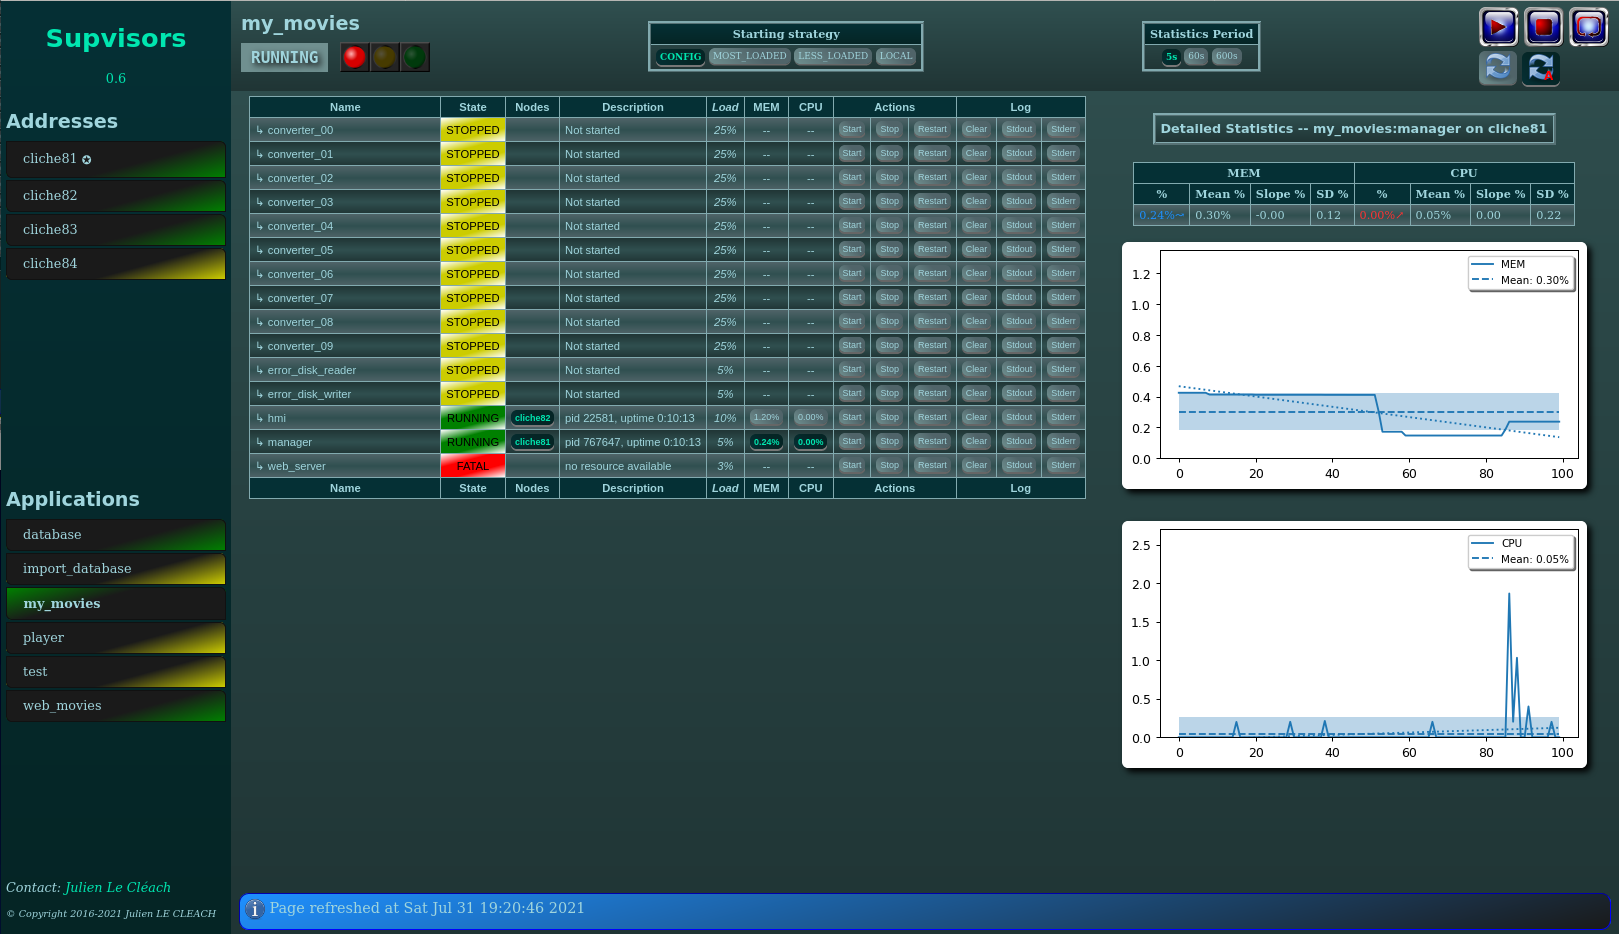 Supvisors
0.6
Addresses
cliche81 ✪
cliche82
cliche83
cliche84
Applications
database
import_database
my_movies
player
test
web_movies
Contact: Julien Le Cléach
© Copyright 2016-2021 Julien LE CLEACH
my_movies
RUNNING
Starting strategy
CONFIG MOST_LOADED LESS_LOADED LOCAL
Statistics Period
5s 60s 600s
Name State Nodes Description Load MEM CPU Actions Log
↳ converter_00 STOPPED Not started 25% -- -- Start Stop Restart Clear Stdout Stderr
↳ converter_01 STOPPED Not started 25% -- -- Start Stop Restart Clear Stdout Stderr
↳ converter_02 STOPPED Not started 25% -- -- Start Stop Restart Clear Stdout Stderr
↳ converter_03 STOPPED Not started 25% -- -- Start Stop Restart Clear Stdout Stderr
↳ converter_04 STOPPED Not started 25% -- -- Start Stop Restart Clear Stdout Stderr
↳ converter_05 STOPPED Not started 25% -- -- Start Stop Restart Clear Stdout Stderr
↳ converter_06 STOPPED Not started 25% -- -- Start Stop Restart Clear Stdout Stderr
↳ converter_07 STOPPED Not started 25% -- -- Start Stop Restart Clear Stdout Stderr
↳ converter_08 STOPPED Not started 25% -- -- Start Stop Restart Clear Stdout Stderr
↳ converter_09 STOPPED Not started 25% -- -- Start Stop Restart Clear Stdout Stderr
↳ error_disk_reader STOPPED Not started 5% -- -- Start Stop Restart Clear Stdout Stderr
↳ error_disk_writer STOPPED Not started 5% -- -- Start Stop Restart Clear Stdout Stderr
↳ hmi RUNNING cliche82 pid 22581, uptime 0:10:13 10% 1.20% 0.00% Start Stop Restart Clear Stdout Stderr
↳ manager RUNNING cliche81 pid 767647, uptime 0:10:13 5% 0.24% 0.00% Start Stop Restart Clear Stdout Stderr
↳ web_server FATAL no resource available 3% -- -- Start Stop Restart Clear Stdout Stderr
Name State Nodes Description Load MEM CPU Actions Log
Detailed Statistics -- my_movies:manager on cliche81
MEM CPU
% Mean % Slope % SD % % Mean % Slope % SD %
0.24%~ 0.30% -0.00 0.12 0.00%↗ 0.05% 0.00 0.22
MEM
Mean: 0.30%
1.2
1.0
0.8
0.6
0.4
0.2
0.0
0 20 40 60 80 100
CPU
Mean: 0.05%
2.5
2.0
1.5
1.0
0.5
0.0
0 20 40 60 80 100
Page refreshed at Sat Jul 31 19:20:46 2021